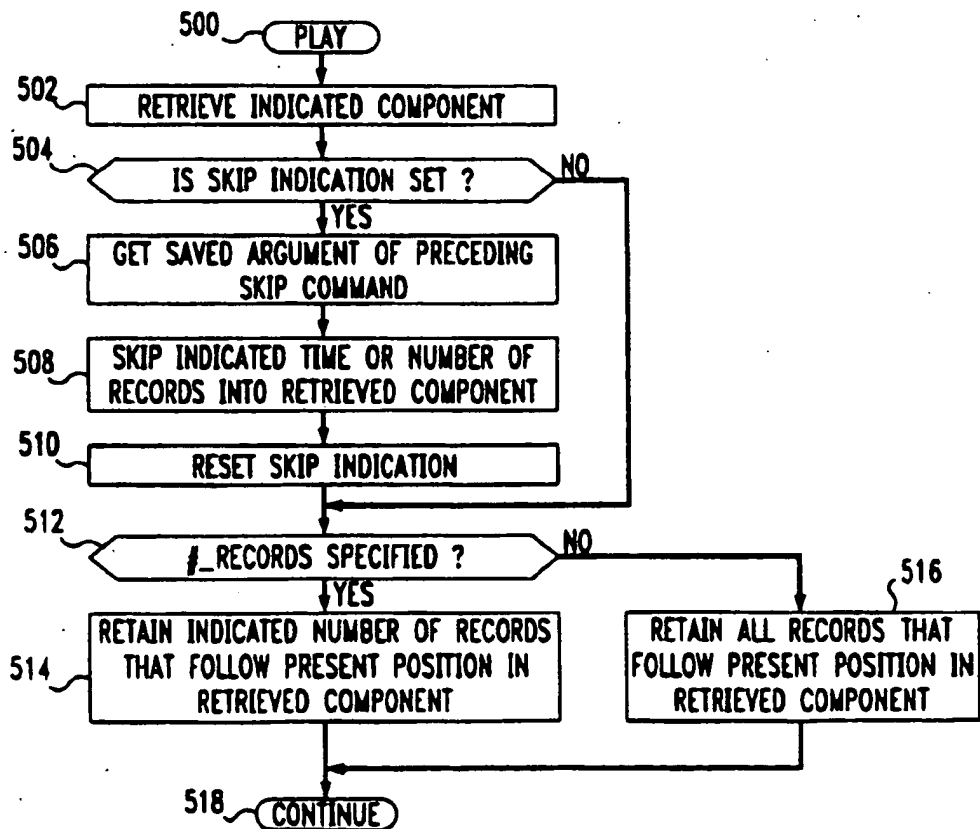 500
PLAY
502
RETRIEVE INDICATED COMPONENT
504
IS SKIP INDICATION SET ?
NO
YES
506
GET SAVED ARGUMENT OF PRECEDING
SKIP COMMAND
508
SKIP INDICATED TIME OR NUMBER OF
RECORDS INTO RETRIEVED COMPONENT
510
RESET SKIP INDICATION
512
#_RECORDS SPECIFIED ?
NO
YES
514
RETAIN INDICATED NUMBER OF RECORDS
THAT FOLLOW PRESENT POSITION IN
RETRIEVED COMPONENT
516
RETAIN ALL RECORDS THAT
FOLLOW PRESENT POSITION IN
RETRIEVED COMPONENT
518
CONTINUE